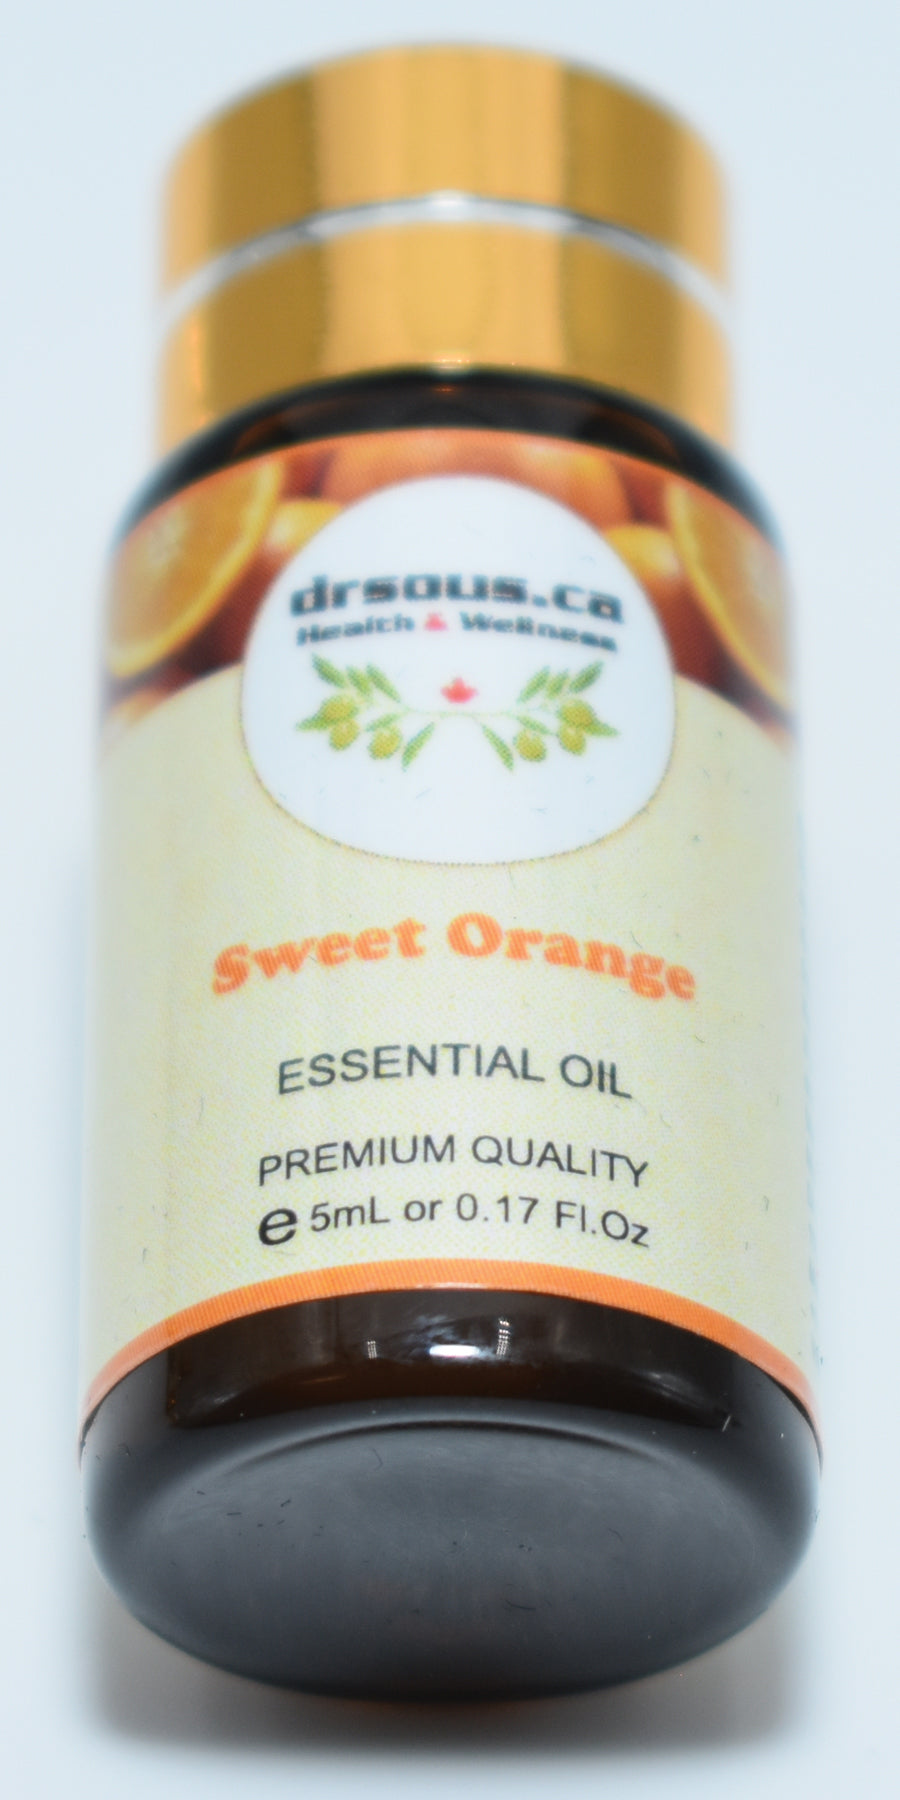 drsous.ca
Health & Wellness
Sweet Orange
ESSENTIAL OIL
PREMIUM QUALITY
e 5mL or 0.17 Fl.Oz